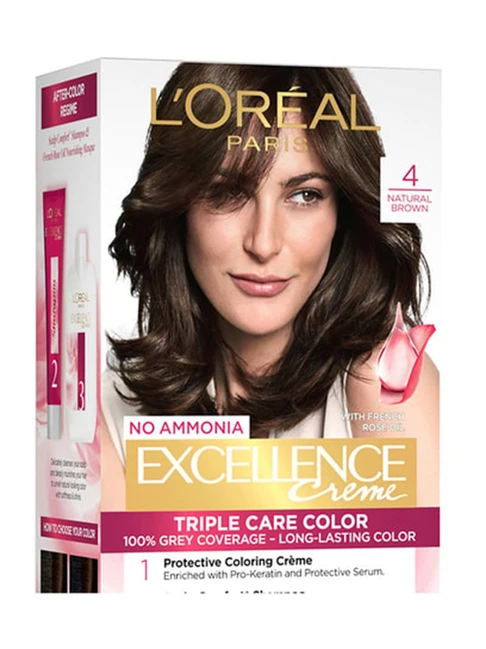 AFTER-COLOR
REGIME
L'ORÉAL
PARIS
4
NATURAL
BROWN
2
3
WITH FRENCH
ROSE OIL
NO AMMONIA
EXCELLENCE
Creme
TRIPLE CARE COLOR
100% GREY COVERAGE – LONG-LASTING COLOR
1 Protective Coloring Crème
Enriched with Pro-Keratin and Protective Serum.
HOW TO CHOOSE YOUR COLOR